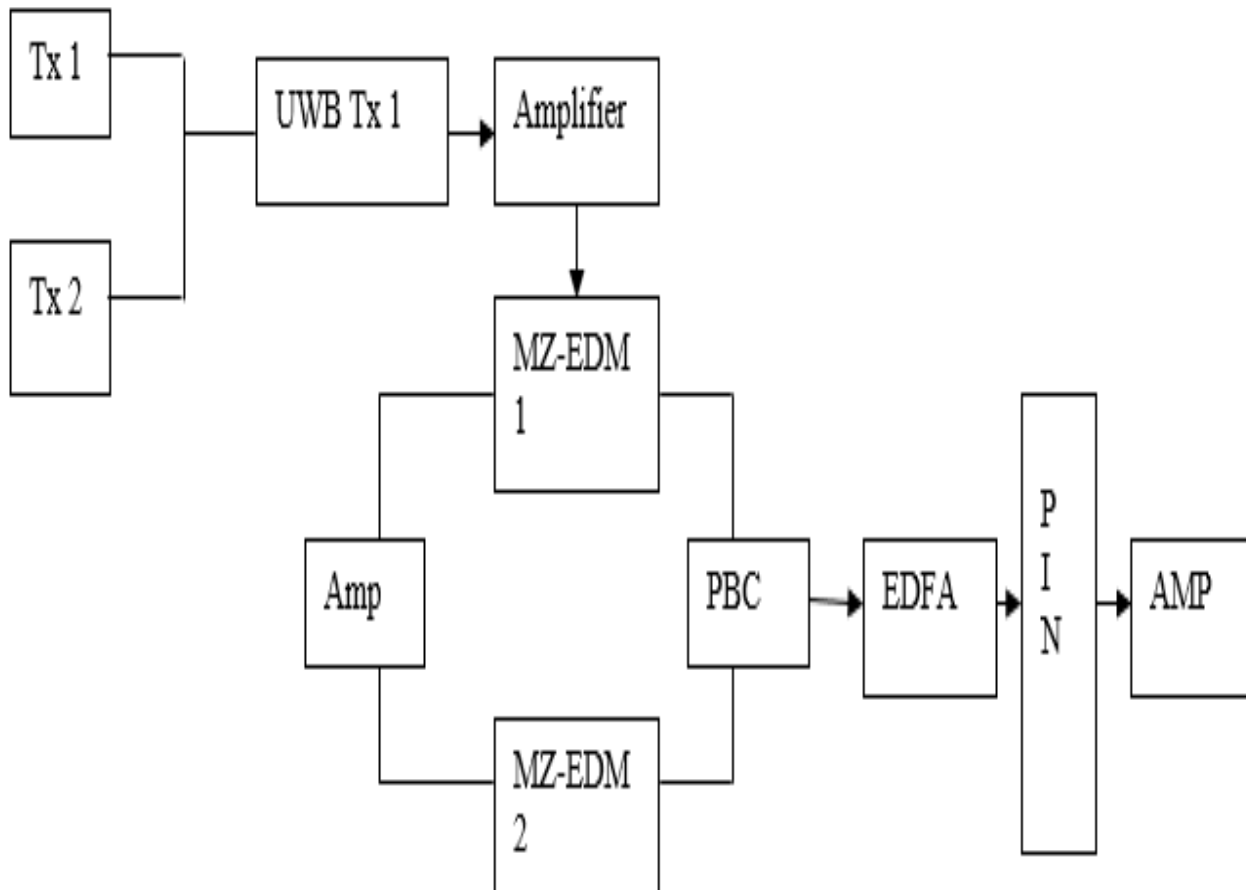 Tx 1
UWB Tx 1
Amplifier
Tx 2
MZ-EDM
1
Amp
PBC
EDFA
P
I
N
AMP
MZ-EDM
2